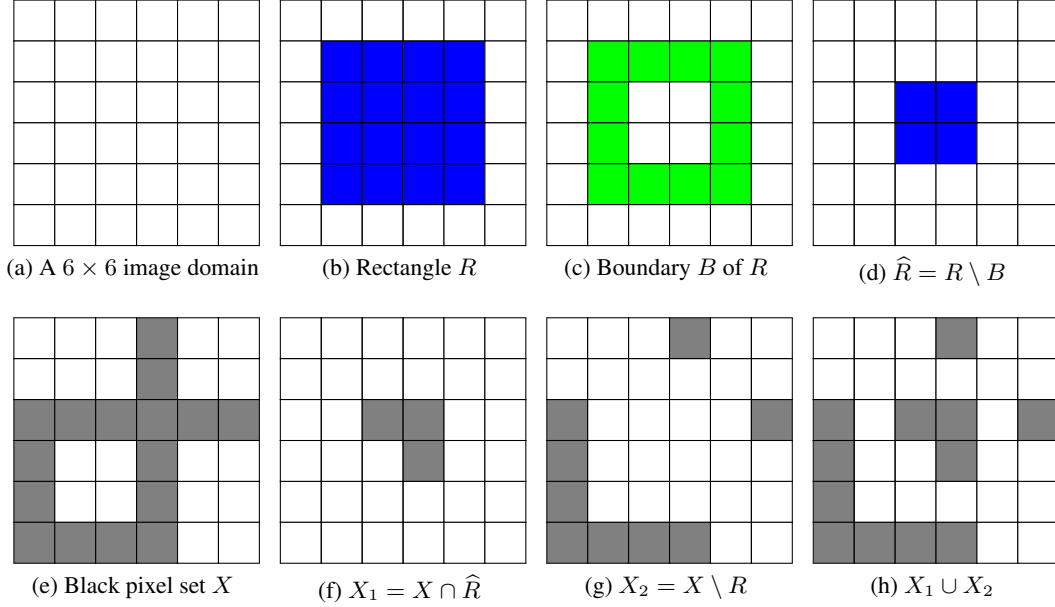 (a) A 6 × 6 image domain
(b) Rectangle R
(c) Boundary B of R
(d) R̂ = R \ B
(e) Black pixel set X
(f) X₁ = X ∩ R̂
(g) X₂ = X \ R
(h) X₁ ∪ X₂